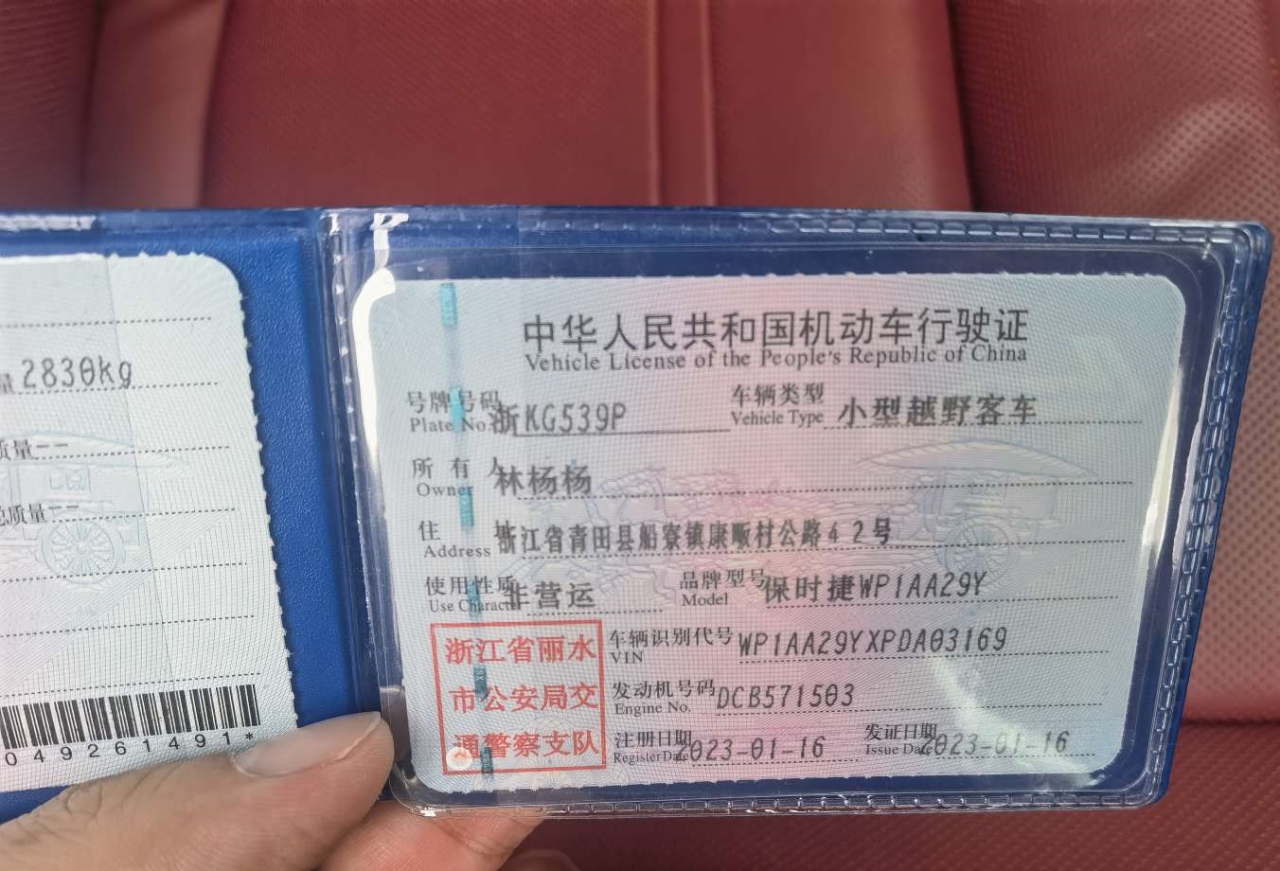 量 2830kg
质量--
总质量--
049261491*
中华人民共和国机动车行驶证
Vehicle License of the People's Republic of China
号牌号码 浙KG539P 车辆类型 小型越野客车
Plate No. Vehicle Type
所有人 林杨杨
Owner
住址 浙江省青田县船寮镇康畈村公路42号
Address
使用性质 非营运 品牌型号 保时捷WP1AA29Y
Use Character Model
浙江省丽水
市公安局交
通警察支队
车辆识别代号 WP1AA29YXPDA03169
VIN
发动机号码 DCB571503
Engine No.
注册日期 2023-01-16 发证日期 2023-01-16
Register Date Issue Date